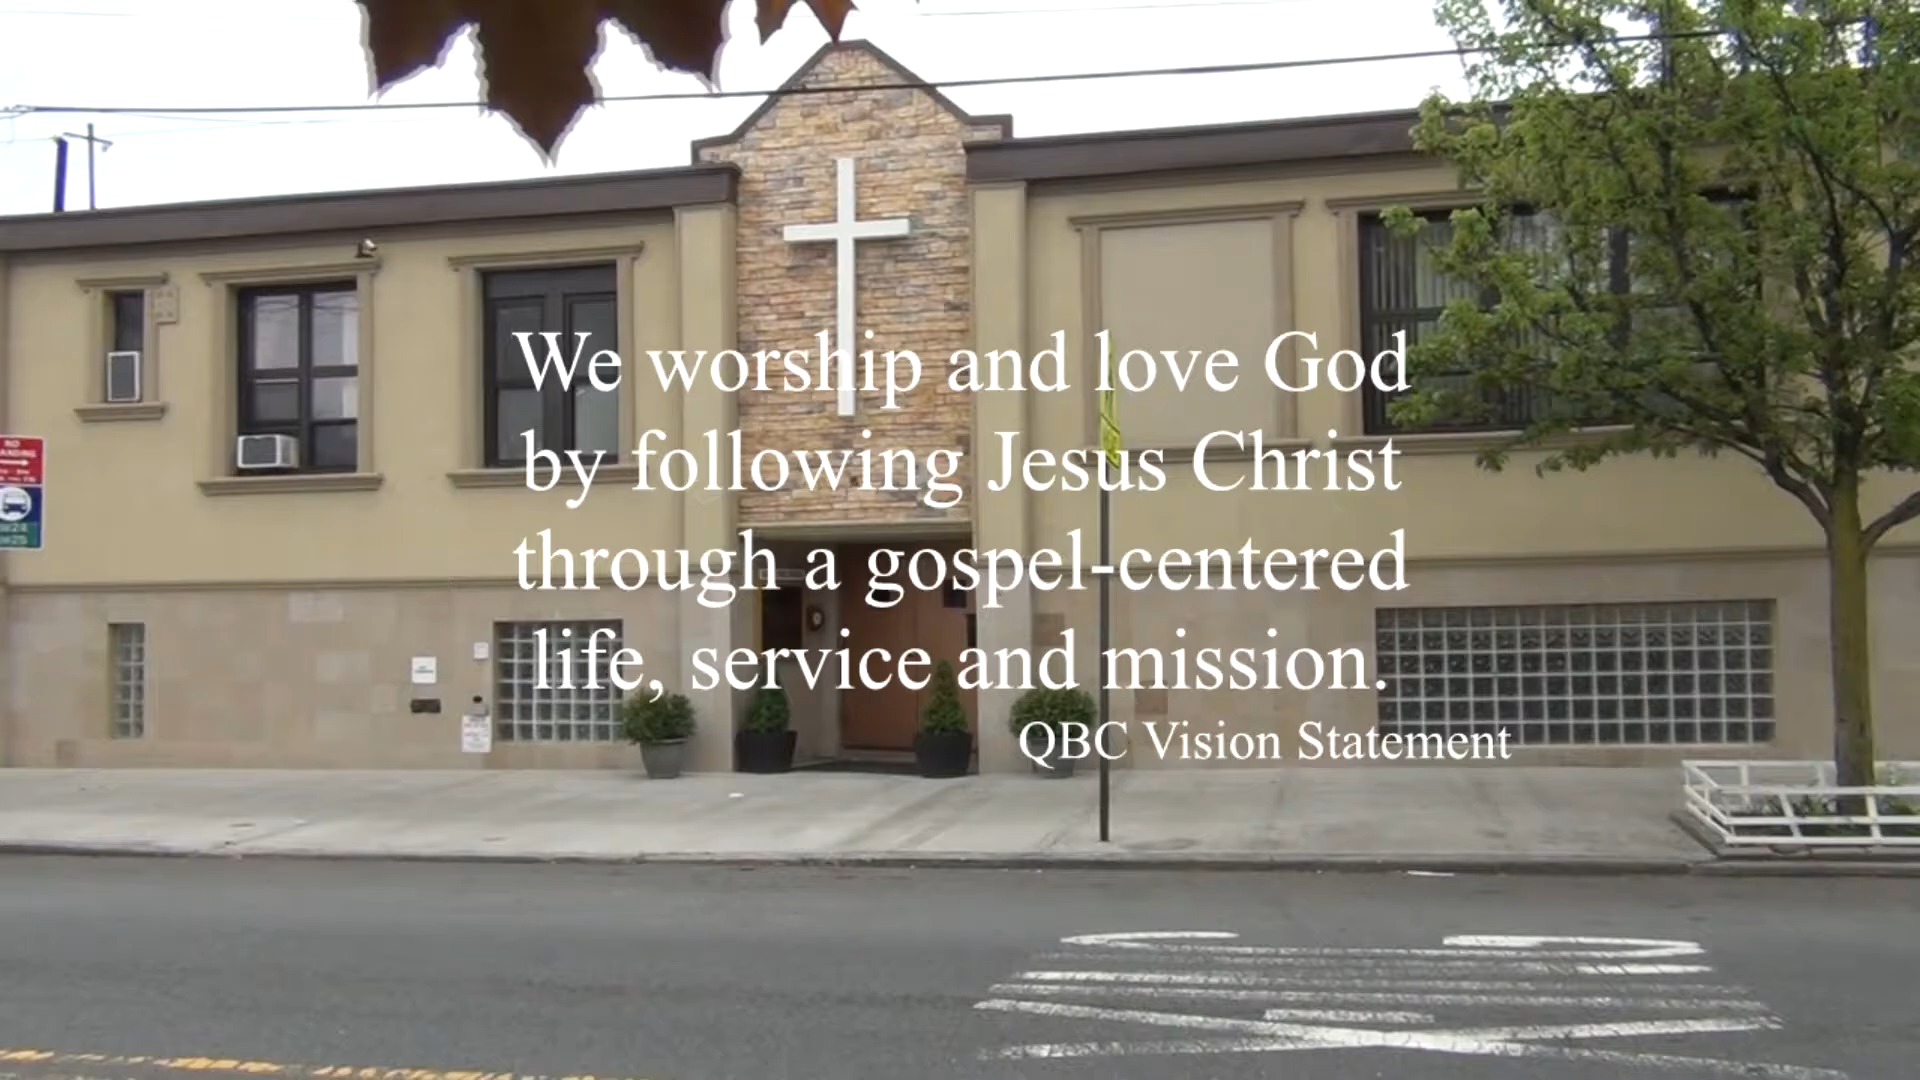 We worship and love God
by following Jesus Christ
through a gospel-centered
life, service and mission.
QBC Vision Statement
NO